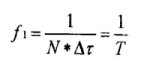 f₁ = 1 / (N * Δτ) = 1 / T